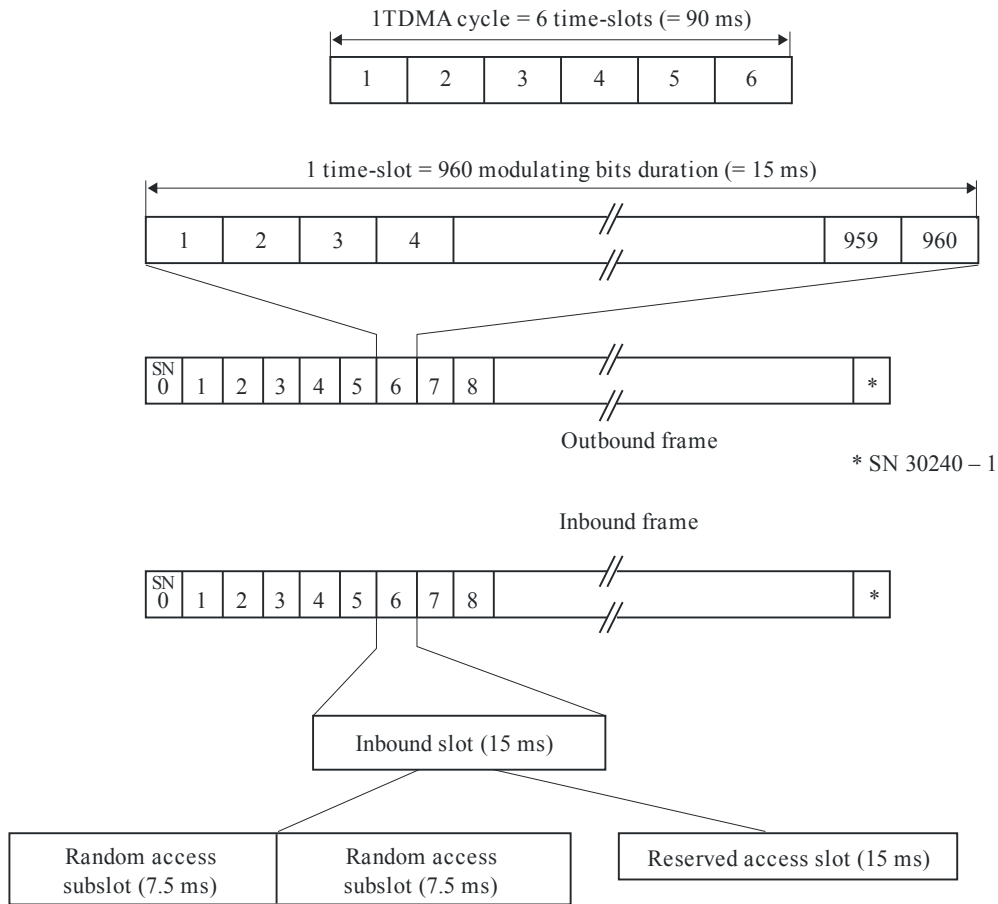 1TDMA cycle = 6 time-slots (= 90 ms)
1 2 3 4 5 6
1 time-slot = 960 modulating bits duration (= 15 ms)
1 2 3 4 959 960
SN
0 1 2 3 4 5 6 7 8 *
Outbound frame
* SN 30240 – 1
Inbound frame
SN
0 1 2 3 4 5 6 7 8 *
Inbound slot (15 ms)
Random access
subslot (7.5 ms)
Random access
subslot (7.5 ms)
Reserved access slot (15 ms)